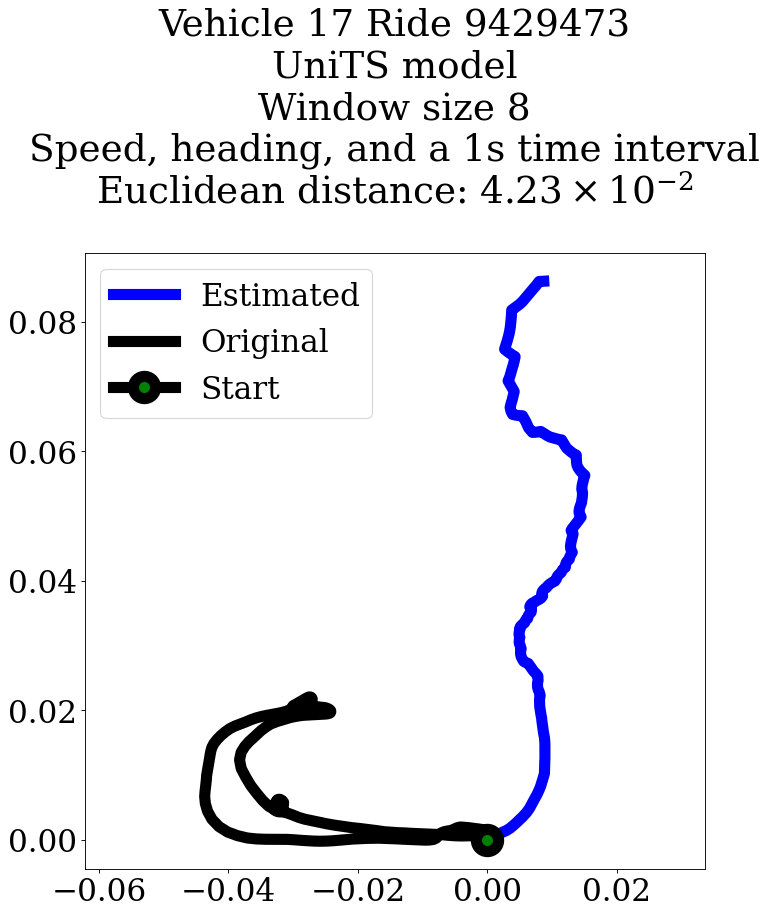 Vehicle 17 Ride 9429473
UniTS model
Window size 8
Speed, heading, and a 1s time interval
Euclidean distance: 4.23 × 10⁻²
Estimated
Original
Start
0.08
0.06
0.04
0.02
0.00
−0.06 −0.04 −0.02 0.00 0.02